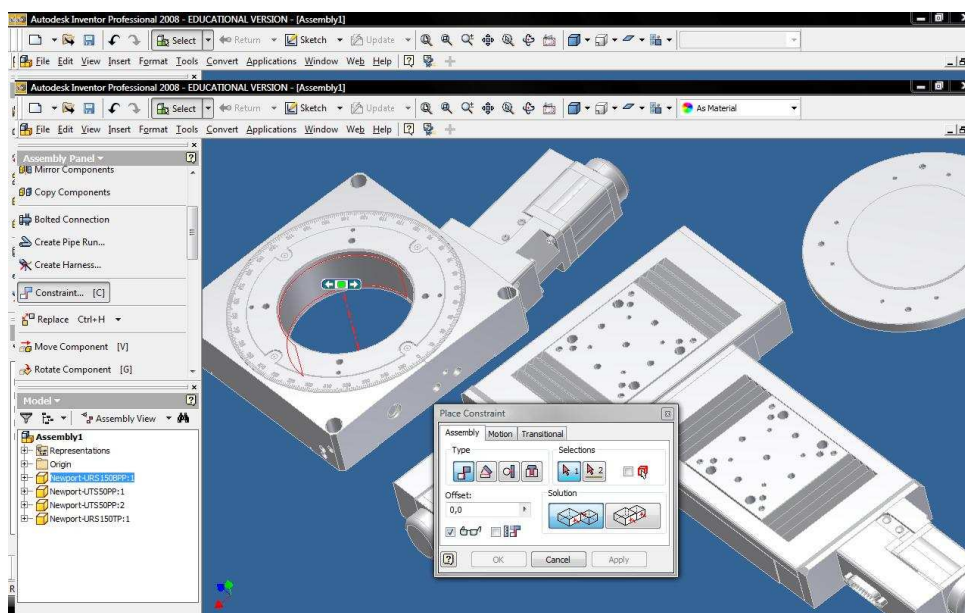 Autodesk Inventor Professional 2008 - EDUCATIONAL VERSION - [Assembly1]
Select Return Sketch Update
File Edit View Insert Format Tools Convert Applications Window Web Help
Autodesk Inventor Professional 2008 - EDUCATIONAL VERSION - [Assembly1]
Select Return Sketch Update As Material
File Edit View Insert Format Tools Convert Applications Window Web Help
Assembly Panel
Mirror Components
Copy Components
Bolted Connection
Create Pipe Run...
Create Harness...
Constraint... [C]
Replace Ctrl+H
Move Component [V]
Rotate Component [G]
Model
Assembly View
Assembly1
Representations
Origin
Newport-URS150BPP:1
Newport-UTS50PP:1
Newport-UTS50PP:2
Newport-URS150TP:1
Place Constraint
Assembly Motion Transitional
Type
Selections
1 2
Offset:
Solution
0,0
OK Cancel Apply